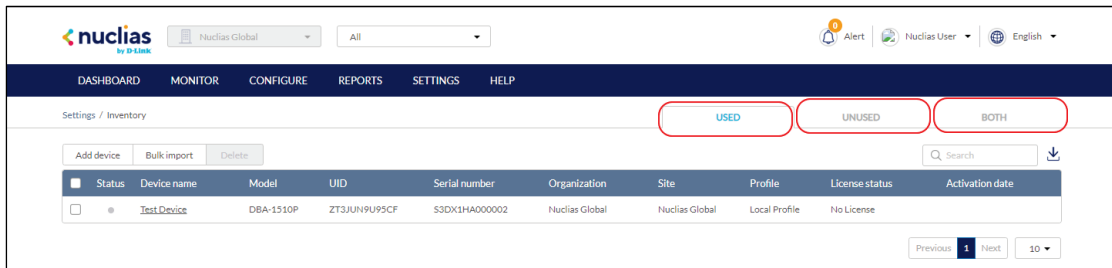 nuclias
by D-Link
Nuclias Global
All
0
Alert
Nuclias User
English
DASHBOARD MONITOR CONFIGURE REPORTS SETTINGS HELP
Settings / Inventory
USED UNUSED BOTH
Add device Bulk import Delete
Search
Status Device name Model UID Serial number Organization Site Profile License status Activation date
Test Device DBA-1510P ZT3JUN9U95CF S3DX1HA000002 Nuclias Global Nuclias Global Local Profile No License
Previous 1 Next 10